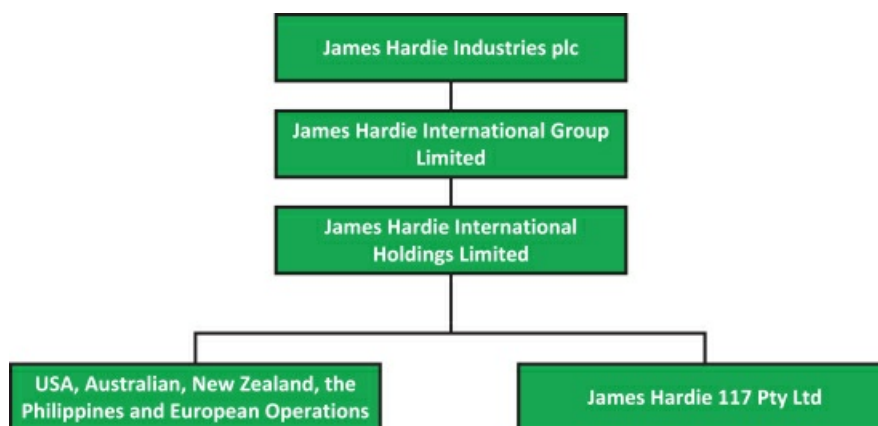 James Hardie Industries plc
James Hardie International Group
Limited
James Hardie International
Holdings Limited
USA, Australian, New Zealand, the
Philippines and European Operations
James Hardie 117 Pty Ltd